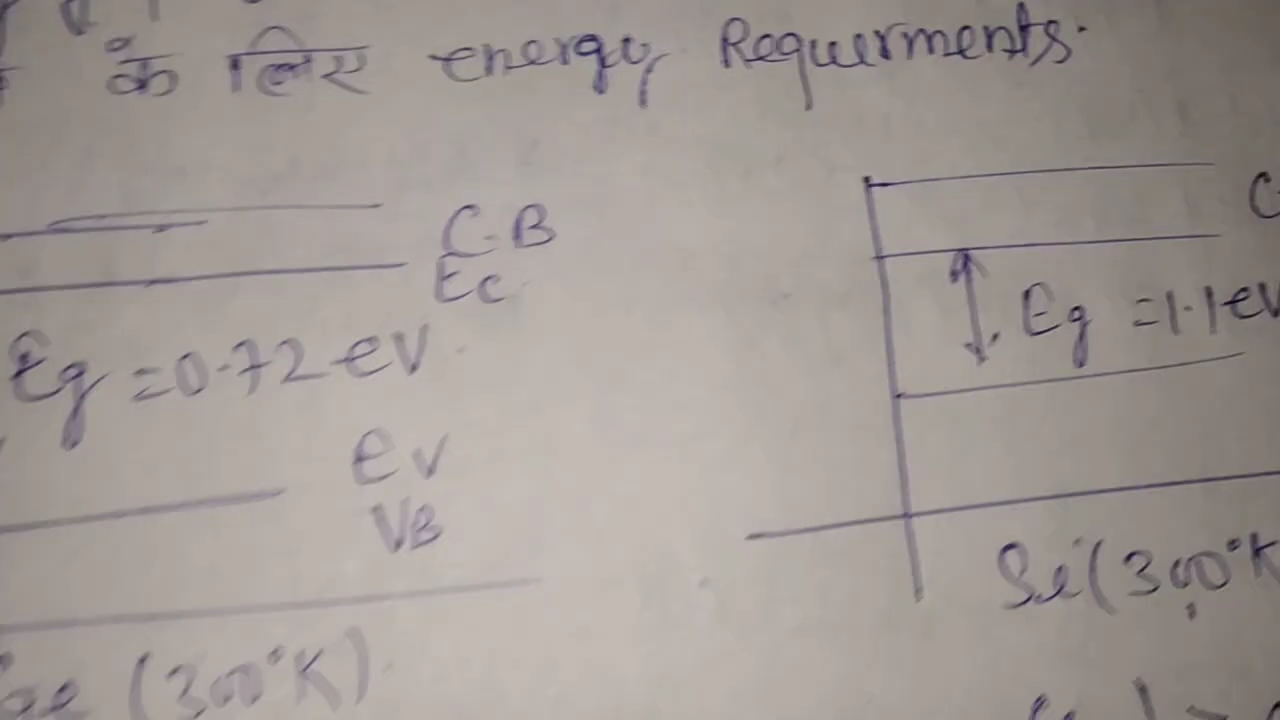 के लिए energy Requirments.
C.B
Ec
Eg = 0.72 eV
Ev
VB
(300°K)
Eg = 1.1 eV
Si (300°K